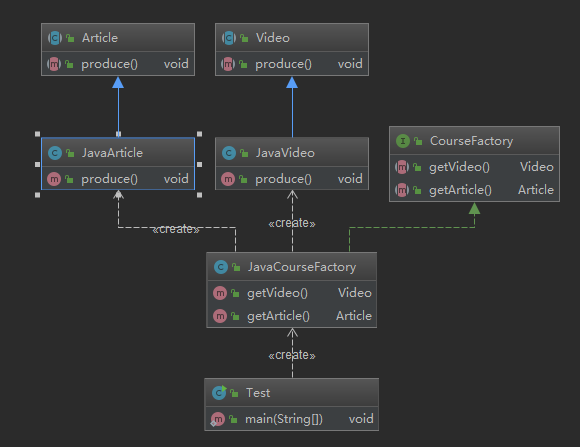 Article
produce() void
Video
produce() void
JavaArticle
produce() void
JavaVideo
produce() void
CourseFactory
getVideo() Video
getArticle() Article
«create»
«create»
JavaCourseFactory
getVideo() Video
getArticle() Article
«create»
Test
main(String[]) void